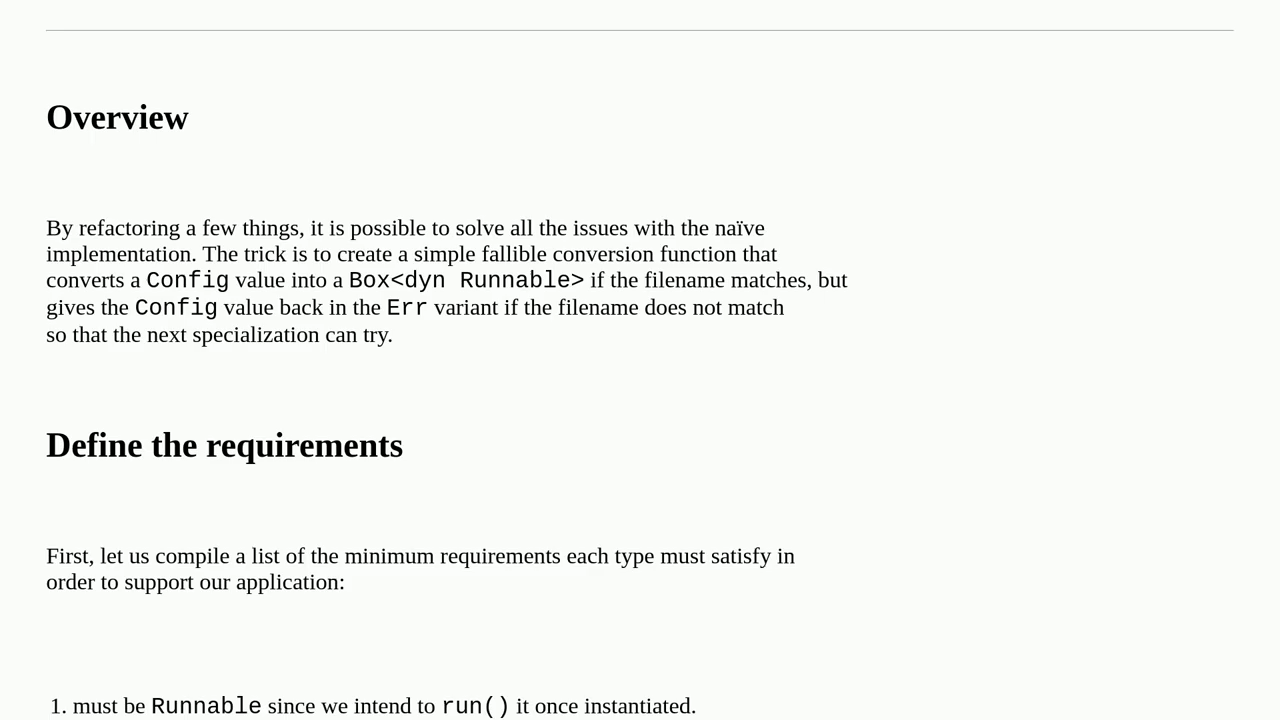 Overview
By refactoring a few things, it is possible to solve all the issues with the naïve
implementation. The trick is to create a simple fallible conversion function that
converts a Config value into a Box<dyn Runnable> if the filename matches, but
gives the Config value back in the Err variant if the filename does not match
so that the next specialization can try.
Define the requirements
First, let us compile a list of the minimum requirements each type must satisfy in
order to support our application:
1. must be Runnable since we intend to run() it once instantiated.